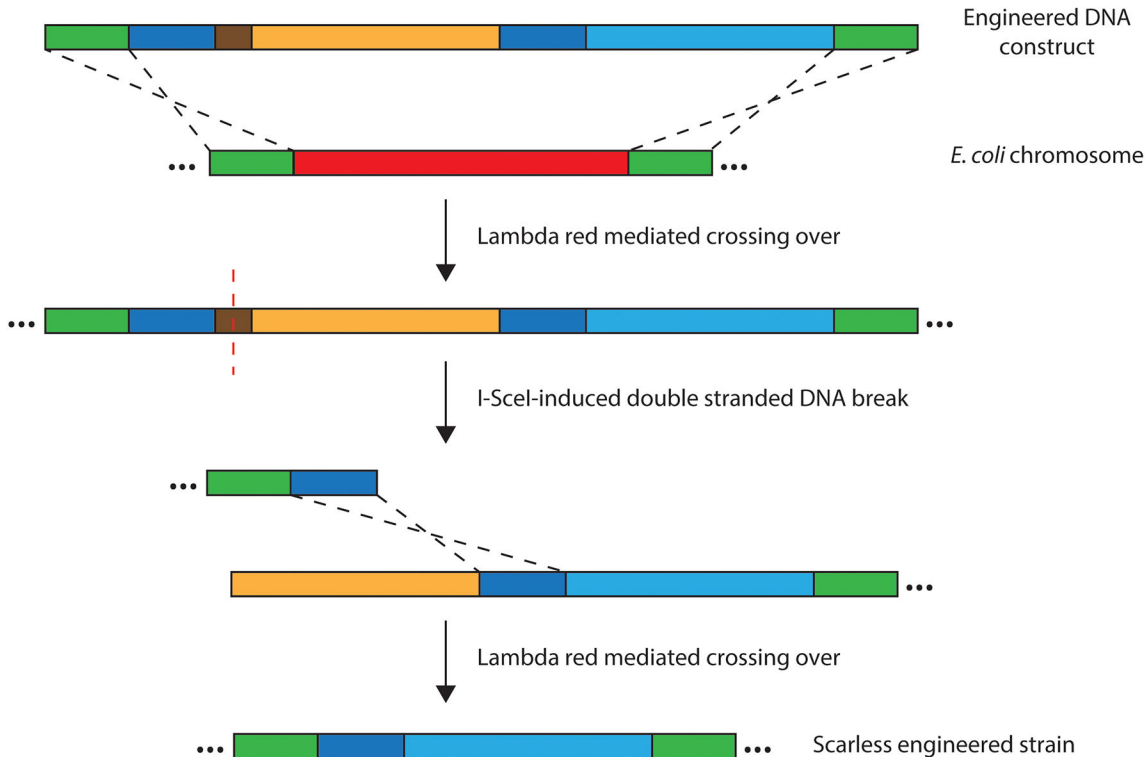 Engineered DNA
construct
E. coli chromosome
Lambda red mediated crossing over
I-SceI-induced double stranded DNA break
Lambda red mediated crossing over
Scarless engineered strain